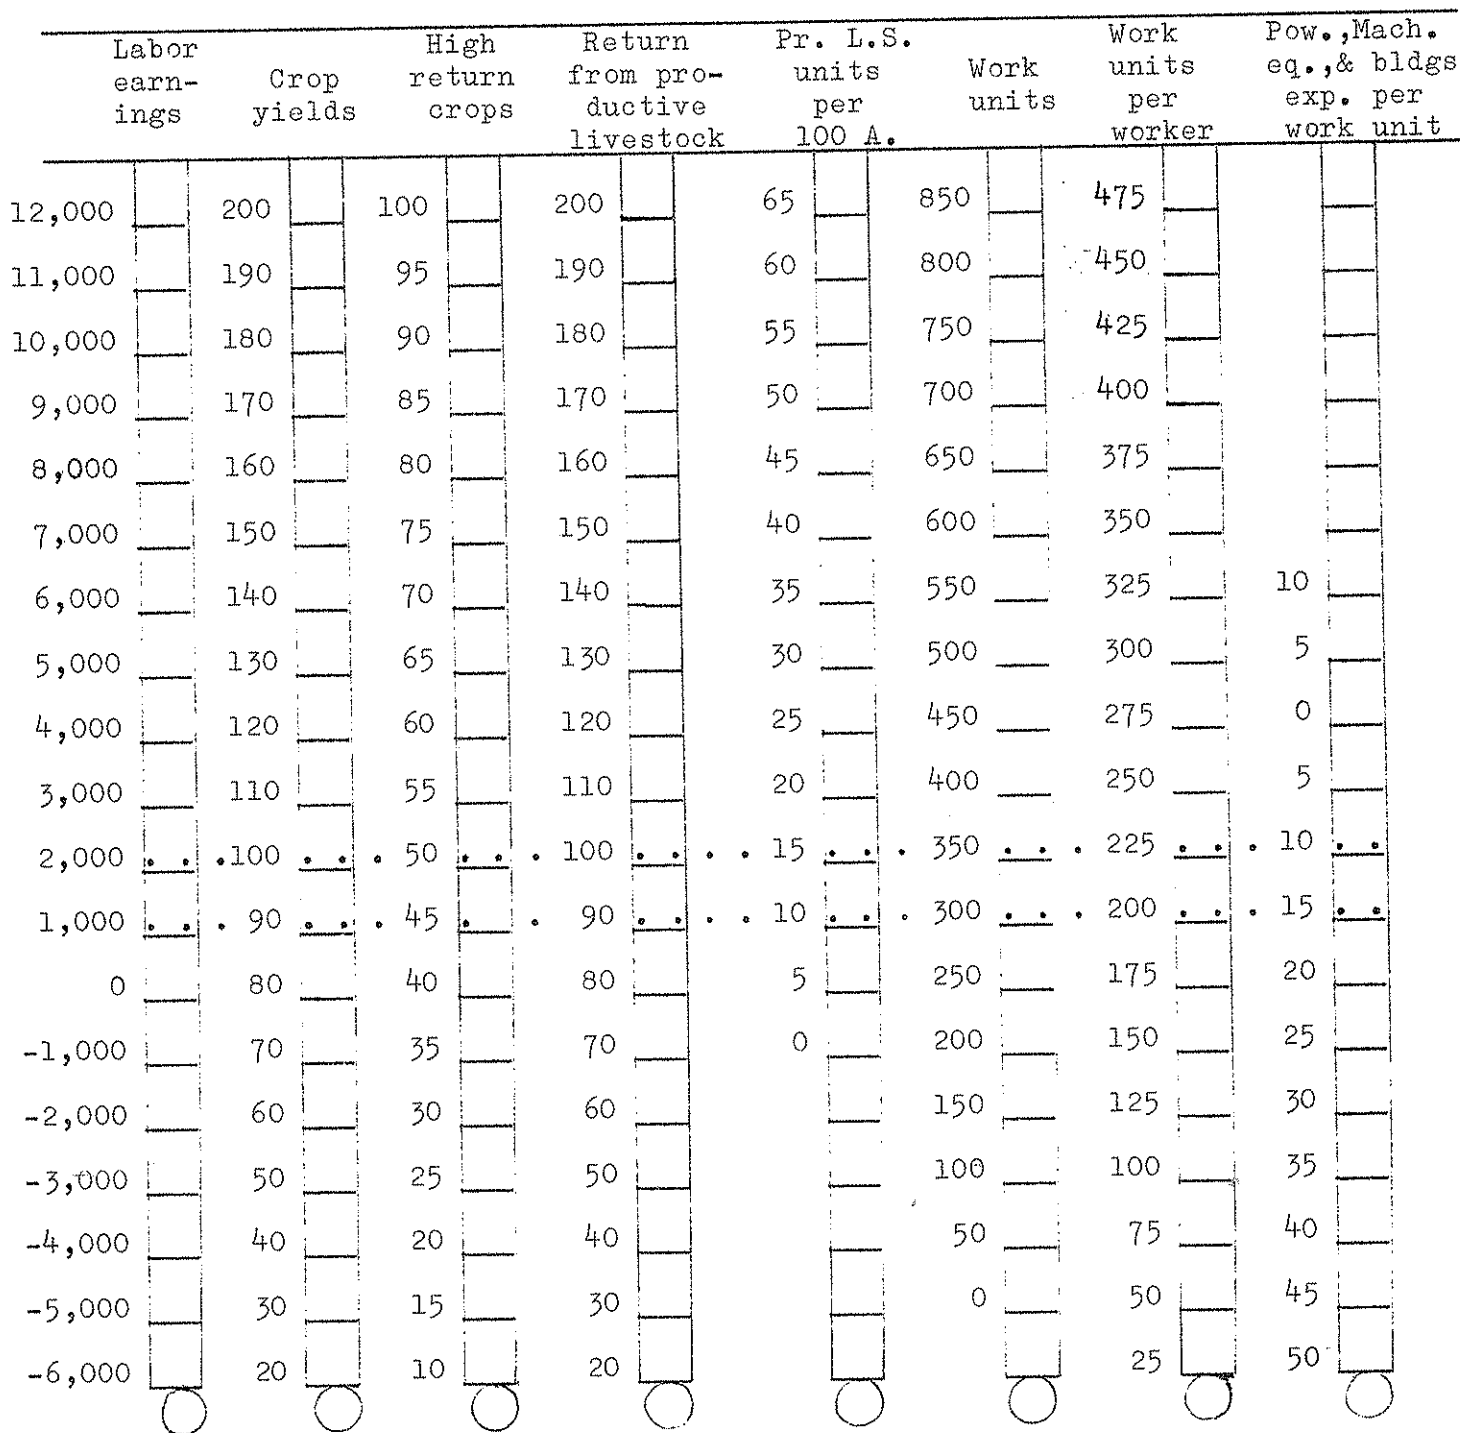 Labor High Return Pr. L.S. Work Pow.,Mach.
earn- Crop return from pro- units Work units eq.,& bldgs
ings yields crops ductive per units per exp. per
livestock 100 A. worker work unit
12,000 200 100 200 65 850 475
11,000 190 95 190 60 800 450
10,000 180 90 180 55 750 425
9,000 170 85 170 50 700 400
8,000 160 80 160 45 650 375
7,000 150 75 150 40 600 350
6,000 140 70 140 35 550 325 10
5,000 130 65 130 30 500 300 5
4,000 120 60 120 25 450 275 0
3,000 110 55 110 20 400 250 5
2,000 . . .100 . . . 50 . . . 100 . . . . 15 . . . 350 . . . 225 . . . 10 . .
1,000 . . . 90 . . . 45 . . 90 . . . . 10 . . . 300 . . . 200 . . . 15 . .
0 80 40 80 5 250 175 20
-1,000 70 35 70 0 200 150 25
-2,000 60 30 60 150 125 30
-3,000 50 25 50 100 100 35
-4,000 40 20 40 50 75 40
-5,000 30 15 30 0 50 45
-6,000 20 10 20 25 50